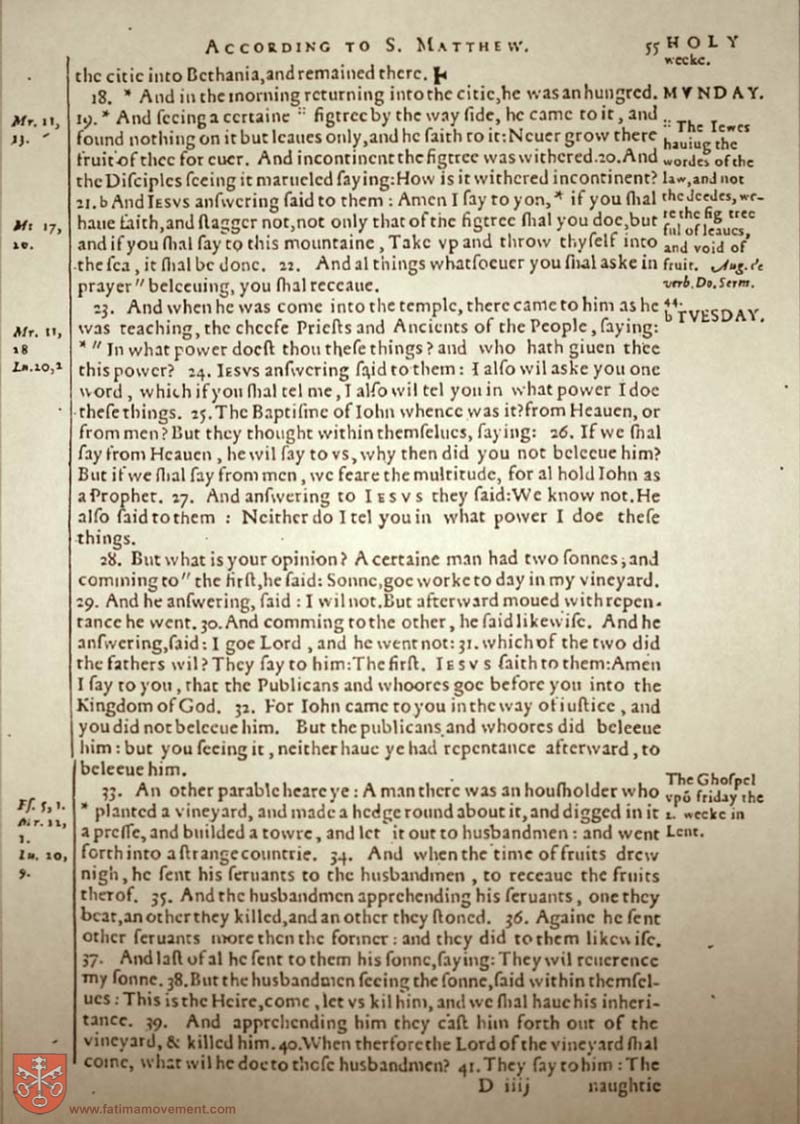 ACCORDING TO S. MATTHEW. 55 HOLY
weeke.
the citie into Bethania, and remained there.
18. * And in the morning returning into the citie, he was an hungred. MVNDAY.
Mr. 11,
13.
19. * And seeing a certaine :: figtree by the way side, he came to it, and
found nothing on it but leaues only, and he saith to it: Neuer grow there
fruit of thee for euer. And incontinent the figtree was withered. 20. And
the Disciples seeing it marueled saying: How is it withered incontinent?
21. b And IESVS answering said to them : Amen I say to you, * if you shal
haue faith, and stagger not, not only that of the figtree shal you doe, but
and if you shal say to this mountaine, Take vp and throw thyself into
the sea, it shal be done. 22. And al things whatsoeuer you shal aske in
prayer " beleeuing, you shal receaue.
:: The Iewes
hauing the
wordes of the
law, and not
the deedes, we-
re the fig tree
ful of leaues,
and void of
fruit. Aug. de
verb. Do. Serm.
44.
Mt 17,
20.
23. And when he was come into the temple, there came to him as he
was teaching, the cheefe Priests and Ancients of the People, saying:
b TVESDAY.
Mr. 11,
18
Lu. 20,1
* " In what power doest thou these things? and who hath giuen thee
this power? 24. IESVS answering said to them : I also wil aske you one
word, which if you shal tel me, I also wil tel you in what power I doe
these things. 25. The Baptisme of Iohn whence was it? from Heauen, or
from men? But they thought within themselues, saying: 26. If we shal
say from Heauen, he wil say to vs, why then did you not beleeue him?
But if we shal say from men, we feare the multitude, for al hold Iohn as
a Prophet. 27. And answering to IESVS they said: We know not. He
also said to them : Neither do I tel you in what power I doe these
things.
28. But what is your opinion? A certaine man had two sonnes; and
comming to " the first, he said: Sonne, goe worke to day in my vineyard.
29. And he answering, said : I wil not. But afterward moued with repen-
tance he went. 30. And comming to the other, he said likewise. And he
answering, said: I goe Lord, and he went not: 31. which of the two did
the fathers wil? They say to him: The first. IESVS saith to them: Amen
I say to you, that the Publicans and whoores goe before you into the
Kingdom of God. 32. For Iohn came to you in the way of iustice, and
you did not beleeue him. But the publicans and whoores did beleeue
him : but you seeing it, neither haue ye had repentance afterward, to
beleeue him.
33. An other parable heare ye : A man there was an housholder who
The Ghospel
vpō friday the
2. weeke in
Lent.
Es. 5, 1.
Mr. 12,
1.
Lu. 20,
9.
* planted a vineyard, and made a hedge round about it, and digged in it
a presse, and builded a towre, and let it out to husbandmen : and went
forth into a strange countrie. 34. And when the time of fruits drew
nigh, he sent his seruants to the husbandmen, to receaue the fruits
therof. 35. And the husbandmen apprehending his seruants, one they
beat, an other they killed, and an other they stoned. 36. Againe he sent
other seruants more then the former : and they did to them likewise.
37. And last of al he sent to them his sonne, saying: They wil reuerence
my sonne. 38. But the husbandmen seeing the sonne, said within themsel-
ues : This is the Heire, come, let vs kil him, and we shal haue his inheri-
tance. 39. And apprehending him they cast him forth out of the
vineyard, & killed him. 40. When therfore the Lord of the vineyard shal
come, what wil he doe to these husbandmen? 41. They say to him : The
D iiij naughtie
www.fatimamovement.com